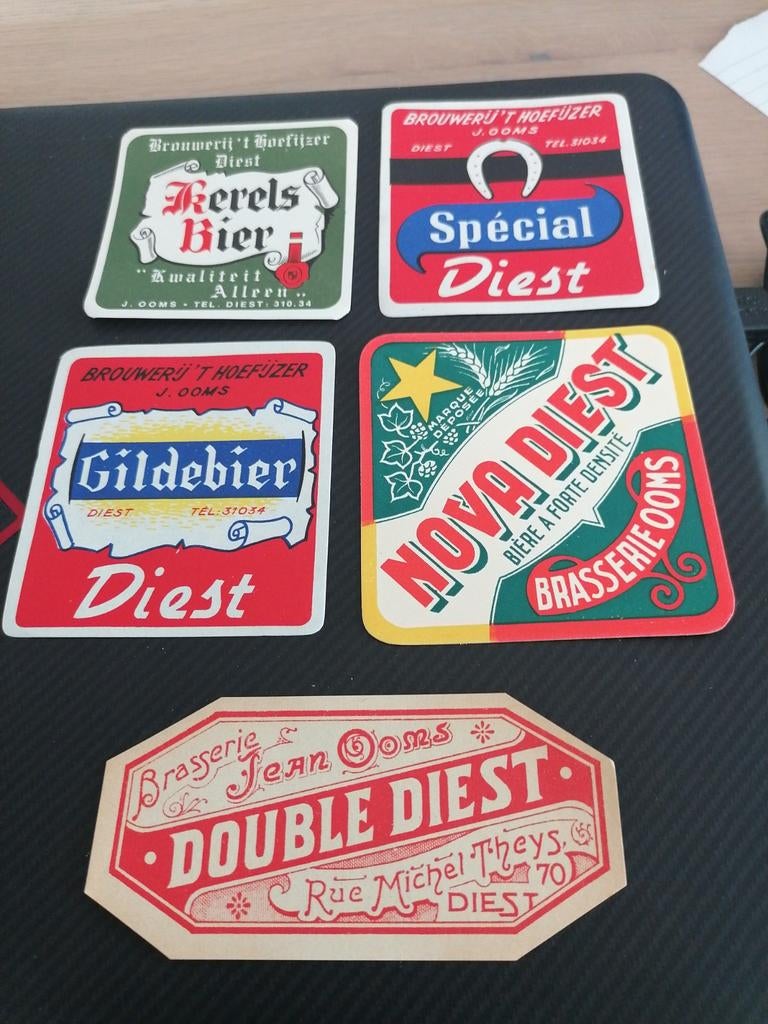 Brouwerij 't Hoefijzer
Diest
Kerels
Bier
"Kwaliteit
Alleen"
J. OOMS - TEL. DIEST: 310.34
BROUWERIJ 'T HOEFIJZER
J. OOMS
DIEST TEL. 31034
Spécial
Diest
BROUWERIJ 'T HOEFIJZER
J. OOMS
Gildebier
DIEST TEL: 31034
Diest
MARQUE
DÉPOSÉE
NOVA DIEST
BIÈRE A FORTE DENSITÉ
BRASSERIE OOMS
Brasserie
Jean Ooms
· DOUBLE DIEST ·
Rue Michel Theys, 70
DIEST